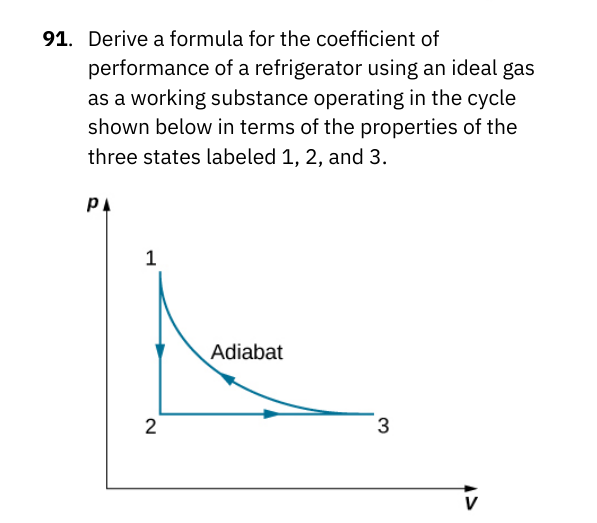 91. Derive a formula for the coefficient of
performance of a refrigerator using an ideal gas
as a working substance operating in the cycle
shown below in terms of the properties of the
three states labeled 1, 2, and 3.
p
1
Adiabat
2
3
V